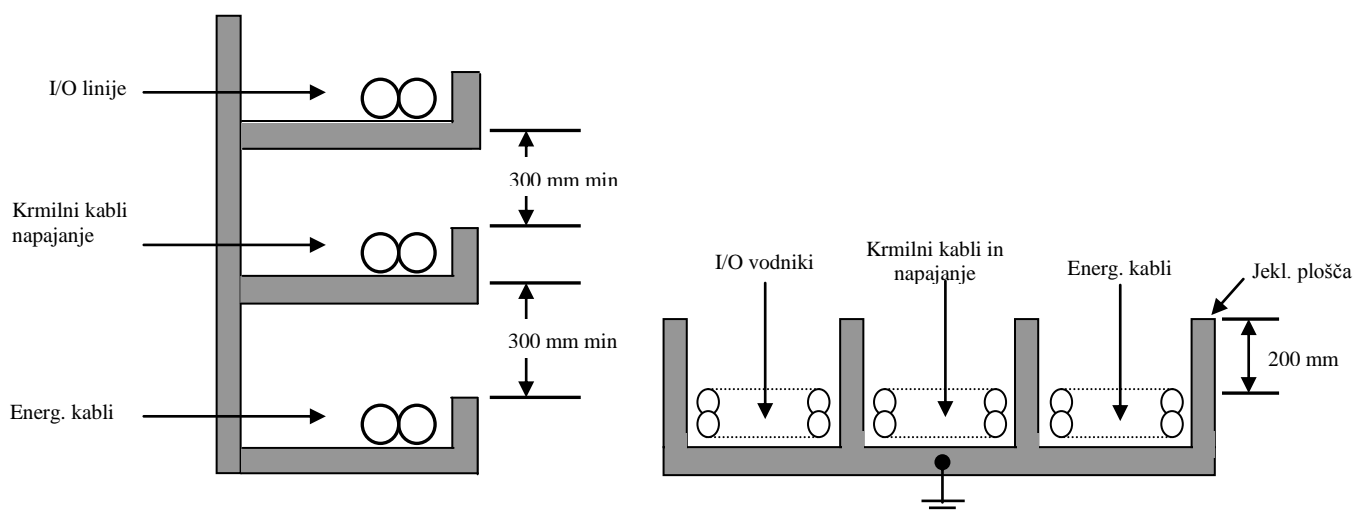 I/O linije
300 mm min
Krmilni kabli
napajanje
300 mm min
Energ. kabli
I/O vodniki
Krmilni kabli in
napajanje
Energ. kabli
Jekl. plošča
200 mm